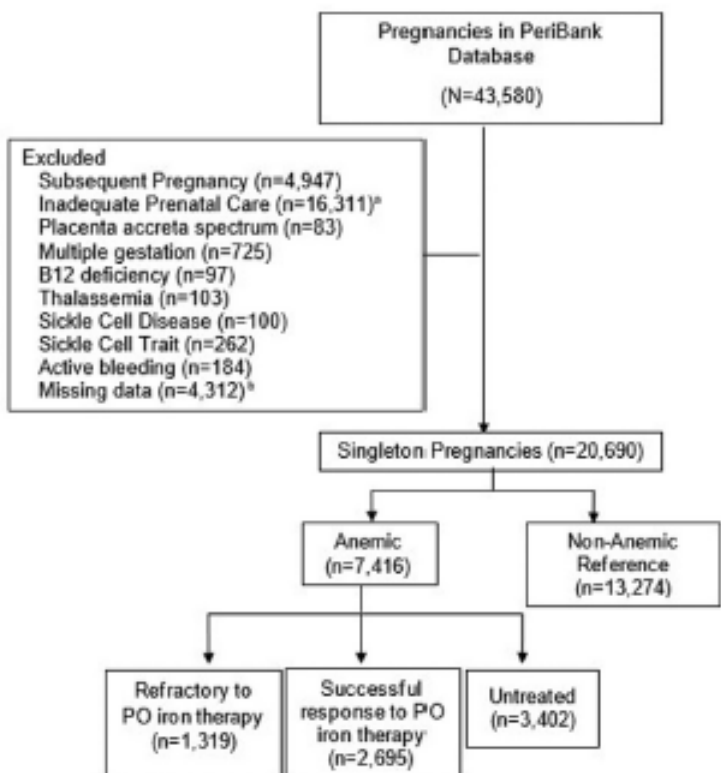 Pregnancies in PeriBank
Database
(N=43,580)
Excluded
Subsequent Pregnancy (n=4,947)
Inadequate Prenatal Care (n=16,311)ᵃ
Placenta accreta spectrum (n=83)
Multiple gestation (n=725)
B12 deficiency (n=97)
Thalassemia (n=103)
Sickle Cell Disease (n=100)
Sickle Cell Trait (n=262)
Active bleeding (n=184)
Missing data (n=4,312)ᵇ
Singleton Pregnancies (n=20,690)
Anemic
(n=7,416)
Non-Anemic
Reference
(n=13,274)
Refractory to
PO iron therapy
(n=1,319)
Successful
response to PO
iron therapy
(n=2,695)
Untreated
(n=3,402)